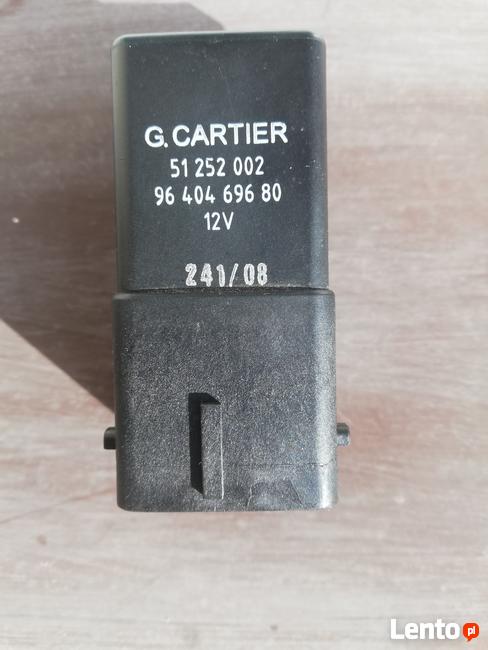 G. CARTIER
51 252 002
96 404 696 80
12V
241/08
Lento.pl